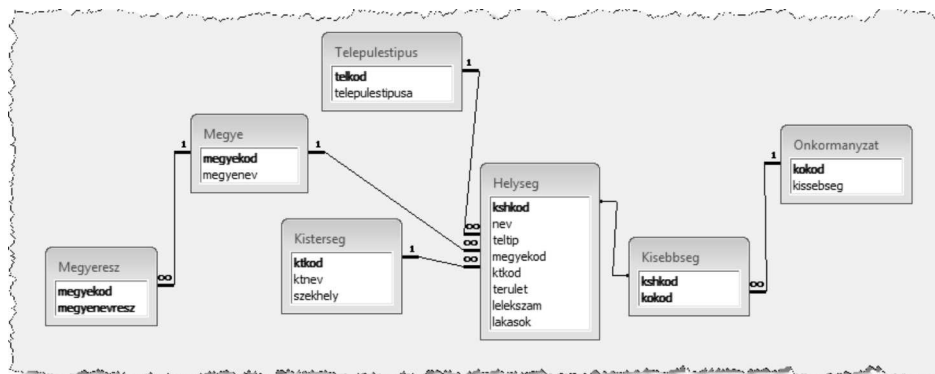 Telepulestipus
1
telkod
telepulestipusa
Megye
1
1
megyekod
megyenev
Onkormanyzat
1
kokod
kissebseg
Helyseg
kshkod
nev
teltip
megyekod
ktkod
terulet
lelekszam
lakasok
∞
∞
∞
Kisterseg
1
ktkod
ktnev
szekhely
Kisebbseg
kshkod
kokod
∞
Megyeresz
∞
megyekod
megyenevresz